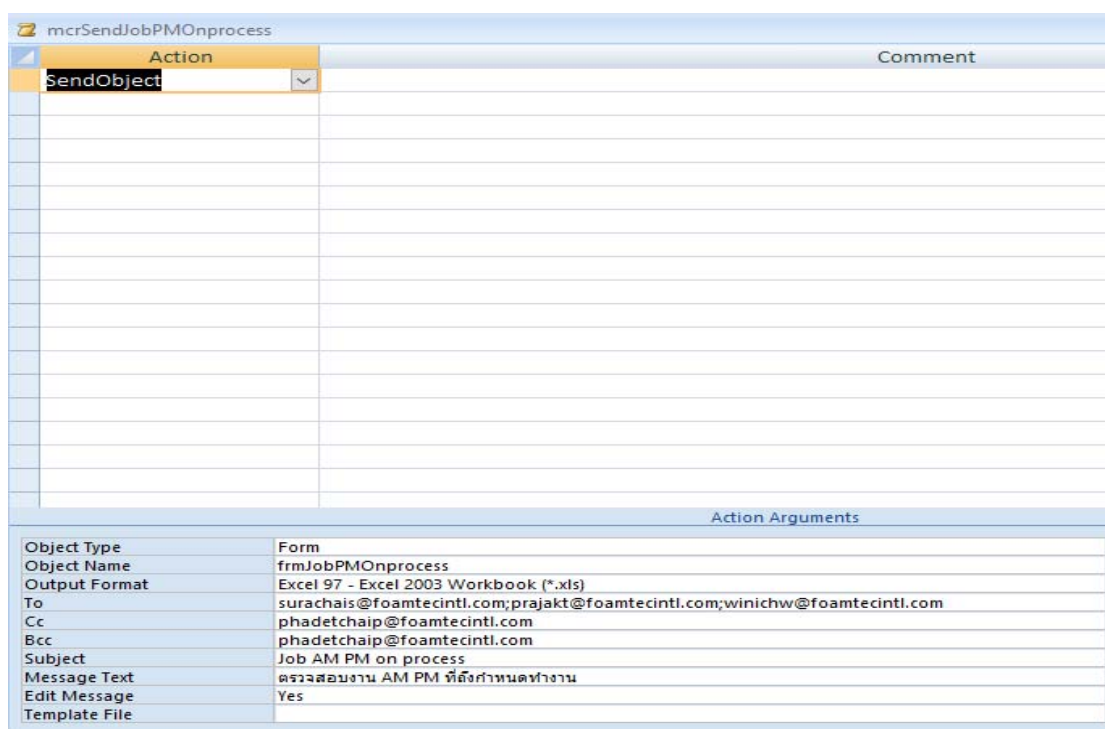 mcrSendJobPMOnprocess
Action Comment
SendObject
Action Arguments
Object Type Form
Object Name frmJobPMOnprocess
Output Format Excel 97 - Excel 2003 Workbook (*.xls)
To surachais@foamtecintl.com;prajakt@foamtecintl.com;winichw@foamtecintl.com
Cc phadetchaip@foamtecintl.com
Bcc phadetchaip@foamtecintl.com
Subject Job AM PM on process
Message Text ตรวจสอบงาน AM PM ที่ถึงกำหนดทำงาน
Edit Message Yes
Template File